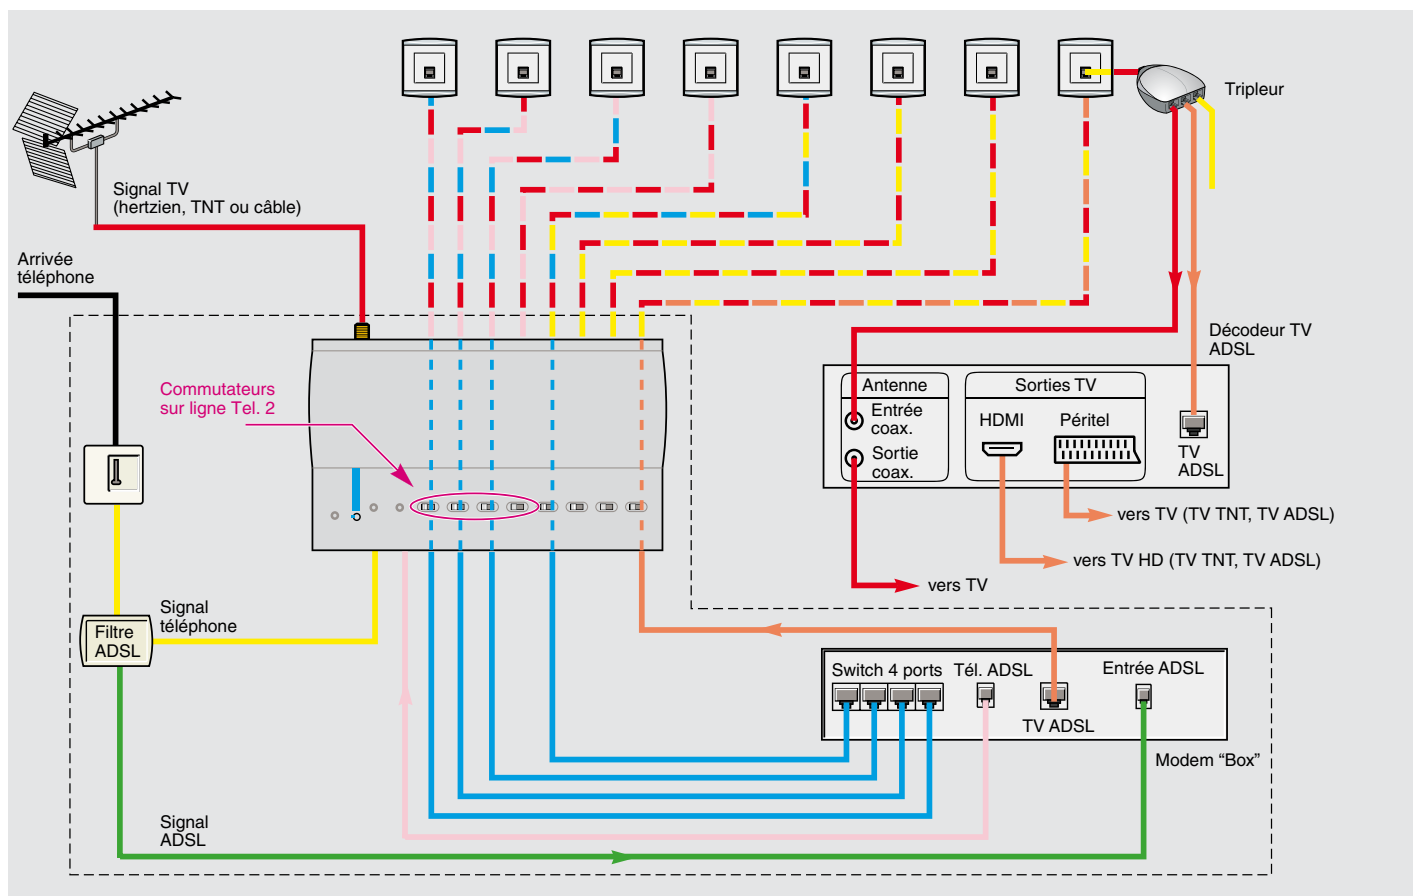 Tripleur
Signal TV
(hertzien, TNT ou câble)
Arrivée
téléphone
Décodeur TV
ADSL
Commutateurs
sur ligne Tel. 2
Antenne
Entrée
coax.
Sortie
coax.
Sorties TV
HDMI
Péritel
TV
ADSL
vers TV (TV TNT, TV ADSL)
vers TV HD (TV TNT, TV ADSL)
vers TV
Signal
téléphone
Filtre
ADSL
Switch 4 ports
Tél. ADSL
Entrée ADSL
TV ADSL
Modem “Box”
Signal
ADSL